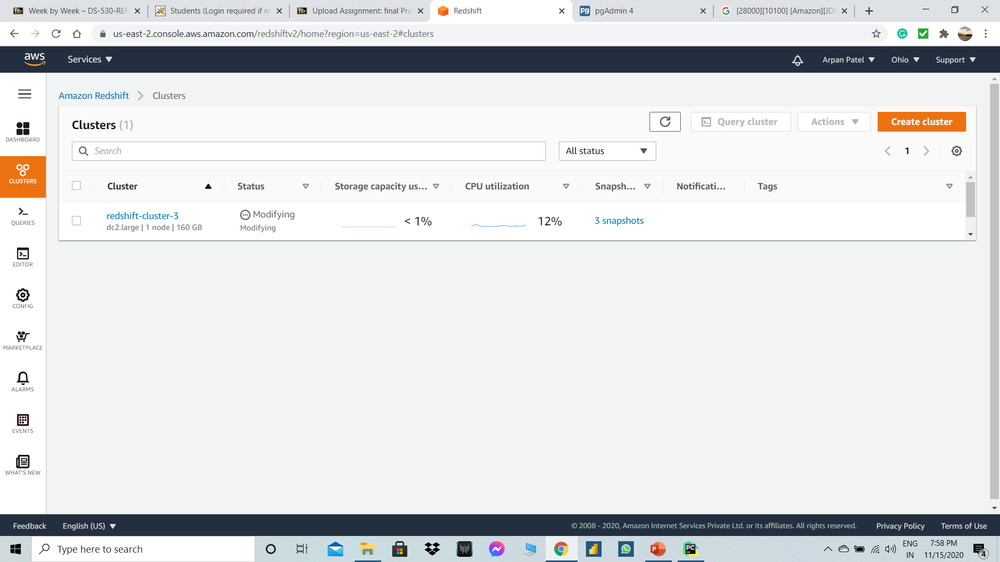 Week by Week – DS-530-REM
Students (Login required if no
Upload Assignment: final Pro
Redshift
pgAdmin 4
[28000][10100] [Amazon][JDB
us-east-2.console.aws.amazon.com/redshiftv2/home?region=us-east-2#clusters
aws
Services
Arpan Patel
Ohio
Support
Amazon Redshift
Clusters
DASHBOARD
CLUSTERS
QUERIES
EDITOR
CONFIG
MARKETPLACE
ALARMS
EVENTS
WHAT'S NEW
Clusters (1)
Query cluster
Actions
Create cluster
Search
All status
1
Cluster
Status
Storage capacity us...
CPU utilization
Snapsh...
Notificati...
Tags
redshift-cluster-3
dc2.large | 1 node | 160 GB
Modifying
Modifying
< 1%
12%
3 snapshots
Feedback
English (US)
© 2008 - 2020, Amazon Internet Services Private Ltd. or its affiliates. All rights reserved.
Privacy Policy
Terms of Use
Type here to search
ENG
IN
7:58 PM
11/15/2020
4